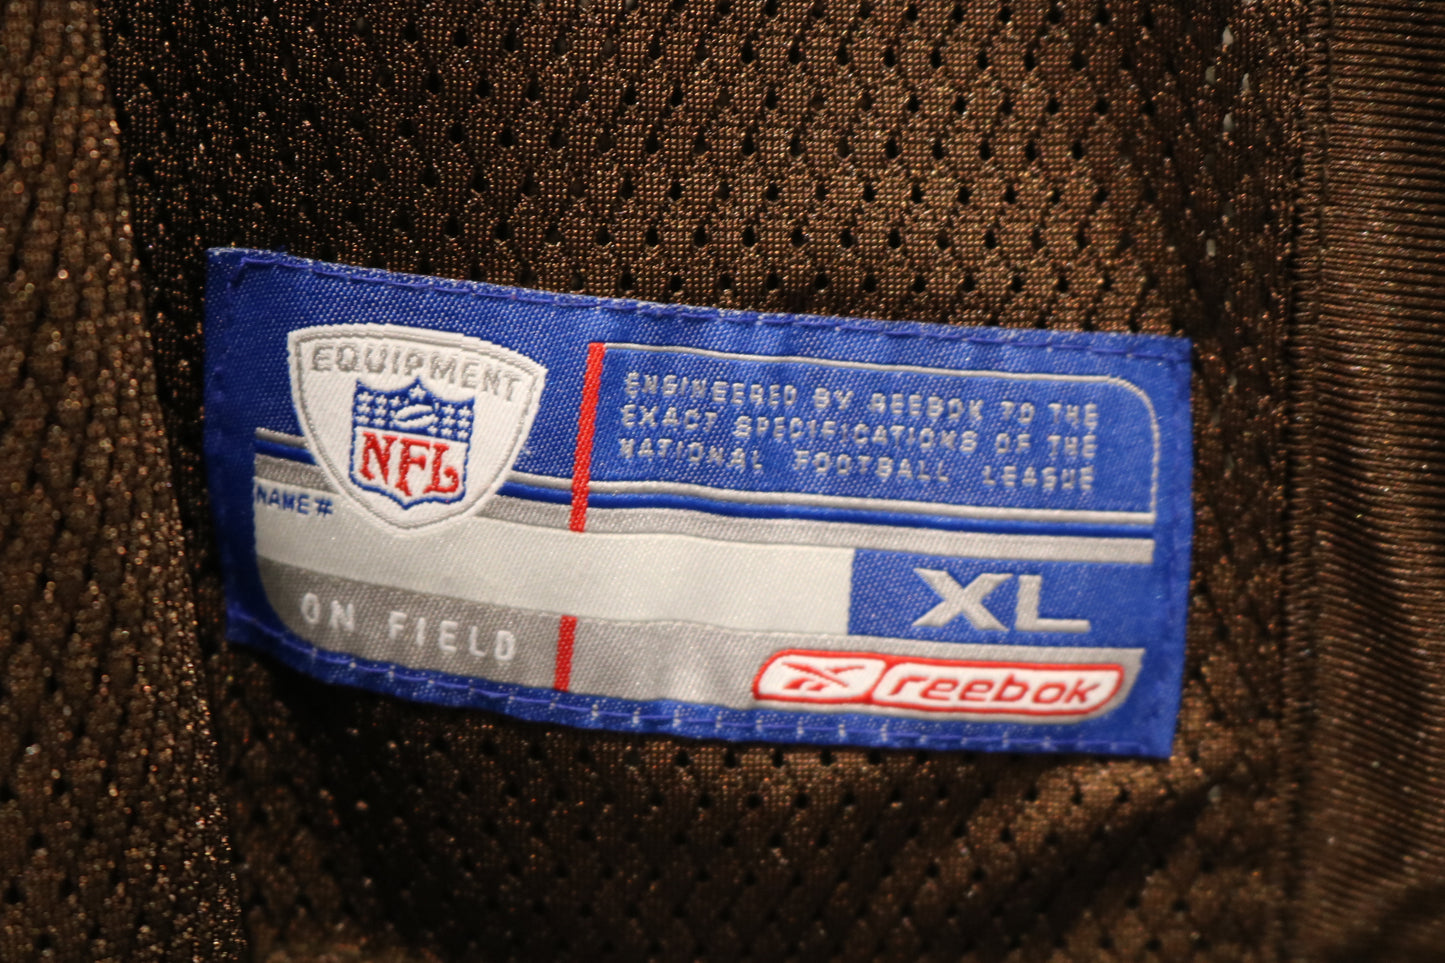 EQUIPMENT
NFL
ENGINEERED BY REEBOK TO THE
EXACT SPECIFICATIONS OF THE
NATIONAL FOOTBALL LEAGUE
NAME #
XL
ON FIELD
reebok